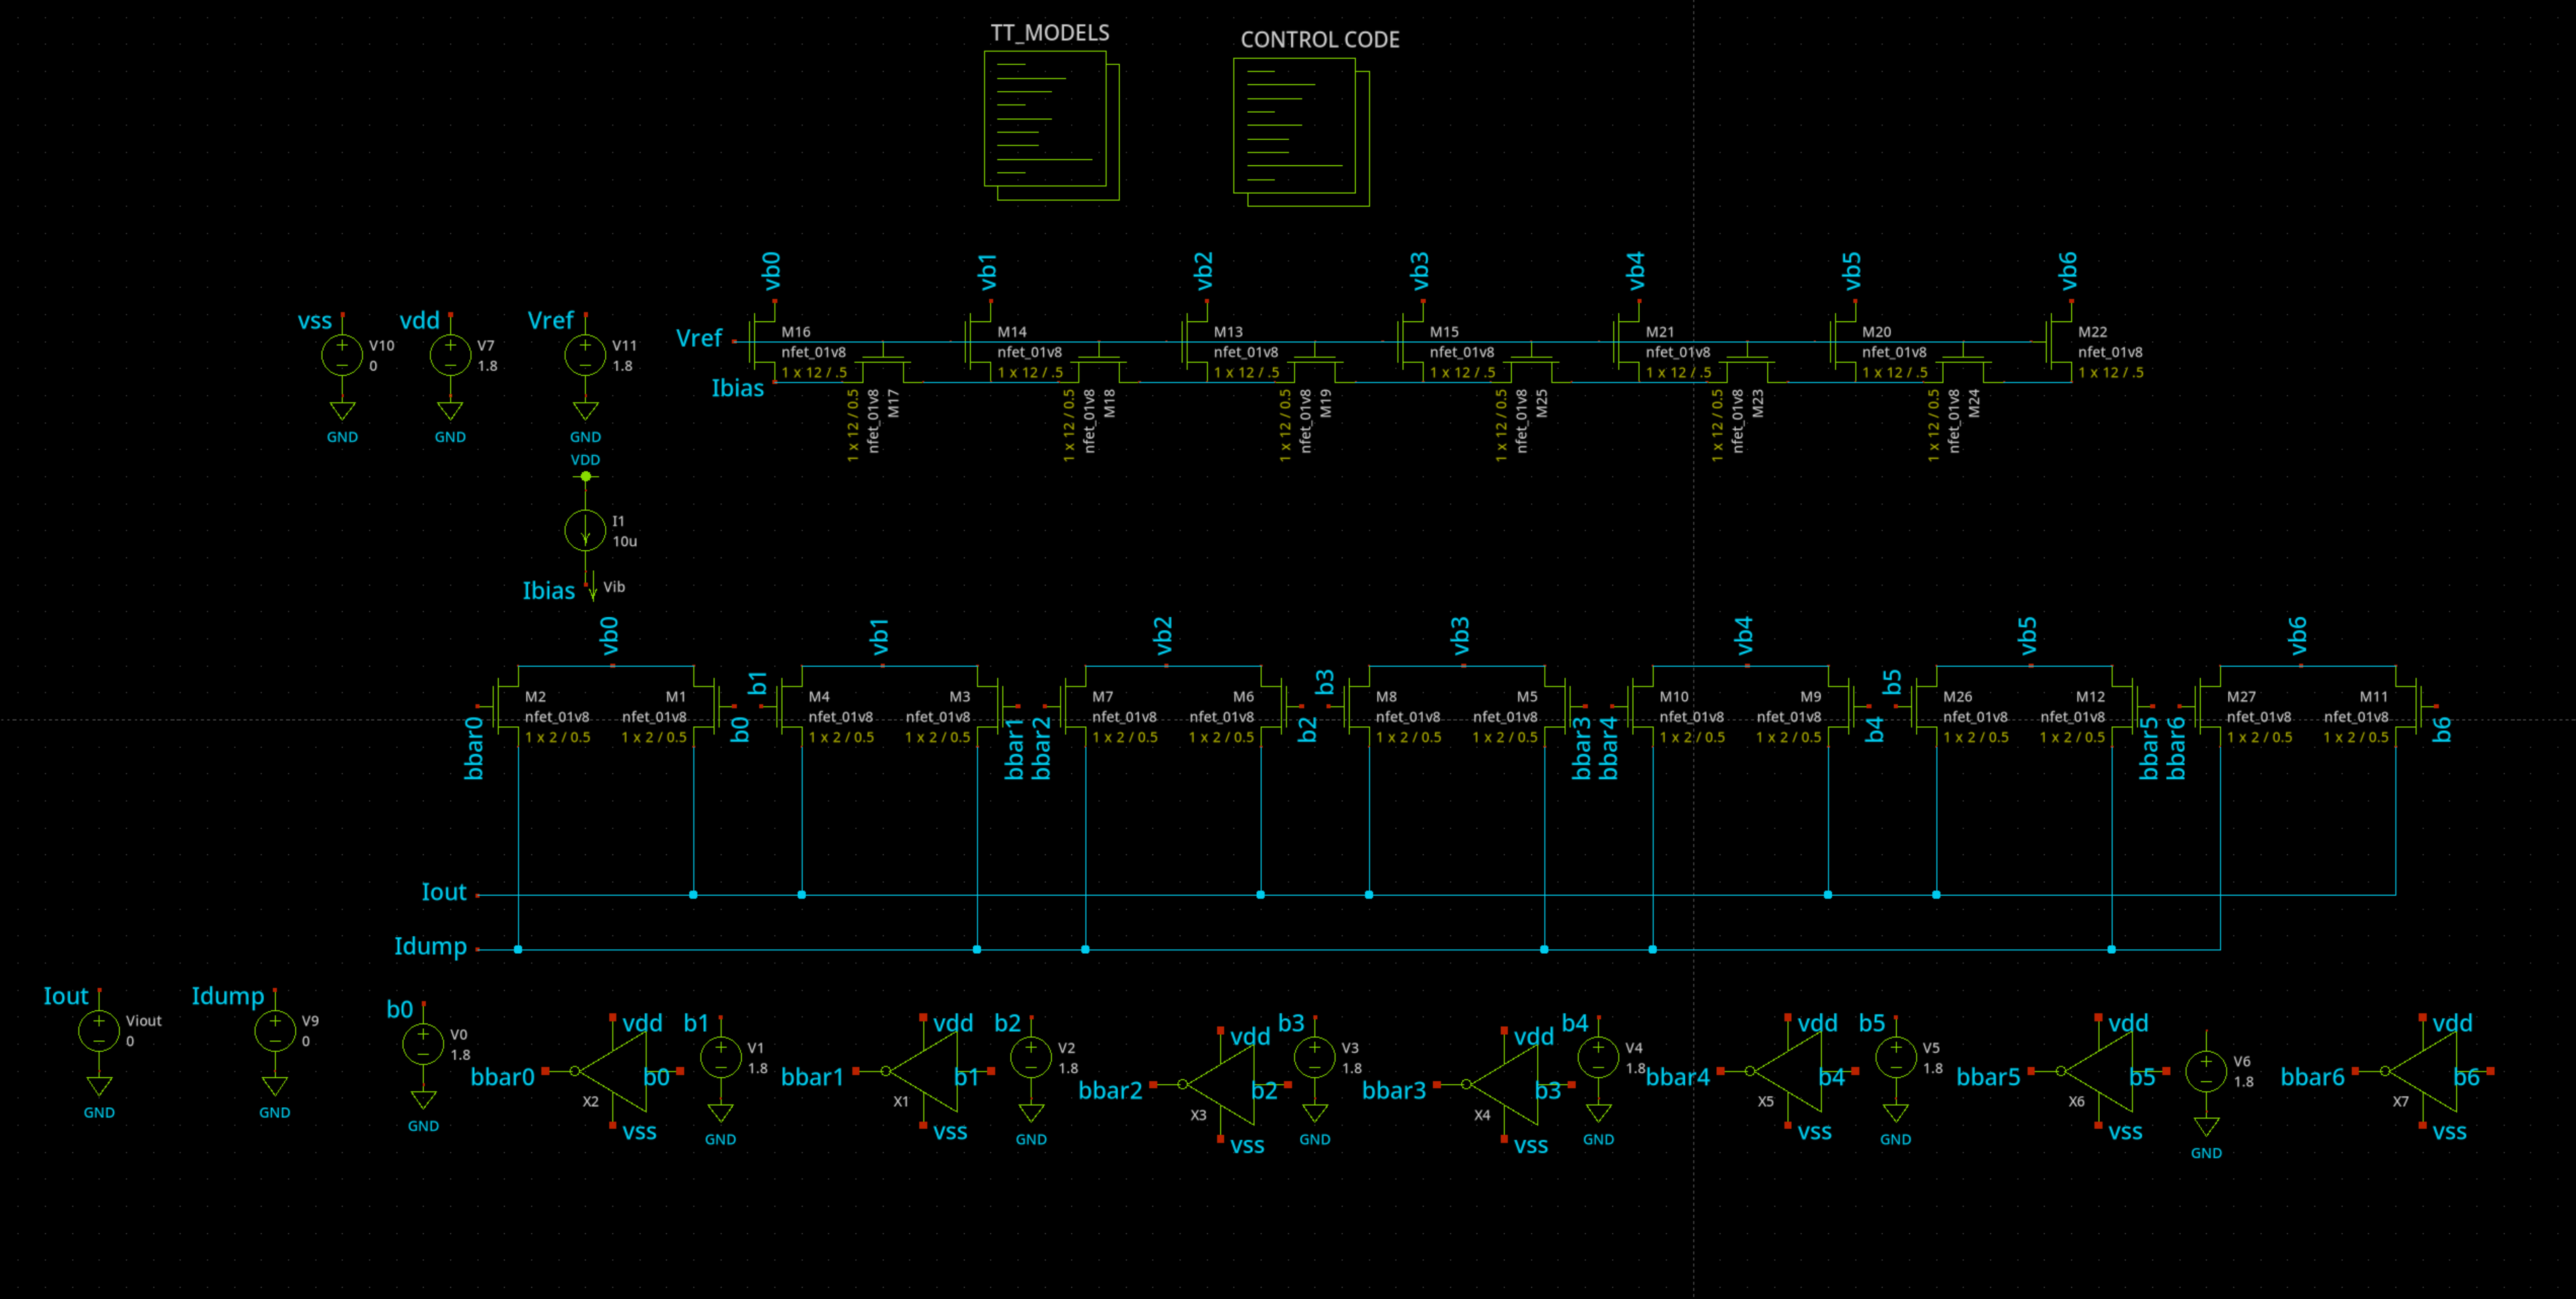 TT_MODELS
CONTROL CODE
vb0
vb1
vb2
vb3
vb4
vb5
vb6
vss
V10
0
GND
vdd
V7
1.8
GND
Vref
V11
1.8
GND
Vref
Ibias
M16
nfet_01v8
1 x 12 / .5
M14
nfet_01v8
1 x 12 / .5
M13
nfet_01v8
1 x 12 / .5
M15
nfet_01v8
1 x 12 / .5
M21
nfet_01v8
1 x 12 / .5
M20
nfet_01v8
1 x 12 / .5
M22
nfet_01v8
1 x 12 / .5
1 x 12 / 0.5
nfet_01v8
M17
1 x 12 / 0.5
nfet_01v8
M18
1 x 12 / 0.5
nfet_01v8
M19
1 x 12 / 0.5
nfet_01v8
M25
1 x 12 / 0.5
nfet_01v8
M23
1 x 12 / 0.5
nfet_01v8
M24
VDD
I1
10u
Ibias
Vib
vb0
vb1
vb2
vb3
vb4
vb5
vb6
bbar0
M2
nfet_01v8
1 x 2 / 0.5
M1
nfet_01v8
1 x 2 / 0.5
b0
b1
M4
nfet_01v8
1 x 2 / 0.5
M3
nfet_01v8
1 x 2 / 0.5
bbar1
bbar2
M7
nfet_01v8
1 x 2 / 0.5
M6
nfet_01v8
1 x 2 / 0.5
b2
b3
M8
nfet_01v8
1 x 2 / 0.5
M5
nfet_01v8
1 x 2 / 0.5
bbar3
bbar4
M10
nfet_01v8
1 x 2 / 0.5
M9
nfet_01v8
1 x 2 / 0.5
b4
b5
M26
nfet_01v8
1 x 2 / 0.5
M12
nfet_01v8
1 x 2 / 0.5
bbar5
bbar6
M27
nfet_01v8
1 x 2 / 0.5
M11
nfet_01v8
1 x 2 / 0.5
b6
Iout
Idump
Iout
Viout
0
GND
Idump
V9
0
GND
b0
V0
1.8
GND
bbar0
vdd
b0
X2
vss
b1
V1
1.8
GND
bbar1
vdd
b1
X1
vss
b2
V2
1.8
GND
bbar2
vdd
b2
X3
vss
b3
V3
1.8
GND
bbar3
vdd
b3
X4
vss
b4
V4
1.8
GND
bbar4
vdd
b4
X5
vss
b5
V5
1.8
GND
bbar5
vdd
b5
X6
vss
V6
1.8
GND
bbar6
vdd
b6
X7
vss